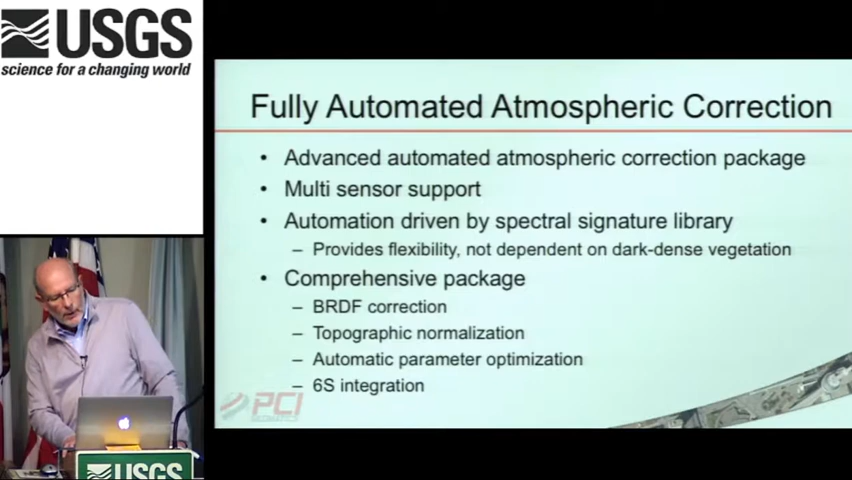 USGS
science for a changing world
Fully Automated Atmospheric Correction
• Advanced automated atmospheric correction package
• Multi sensor support
• Automation driven by spectral signature library
– Provides flexibility, not dependent on dark-dense vegetation
• Comprehensive package
– BRDF correction
– Topographic normalization
– Automatic parameter optimization
– 6S integration
PCI
GEOMATICS
USGS